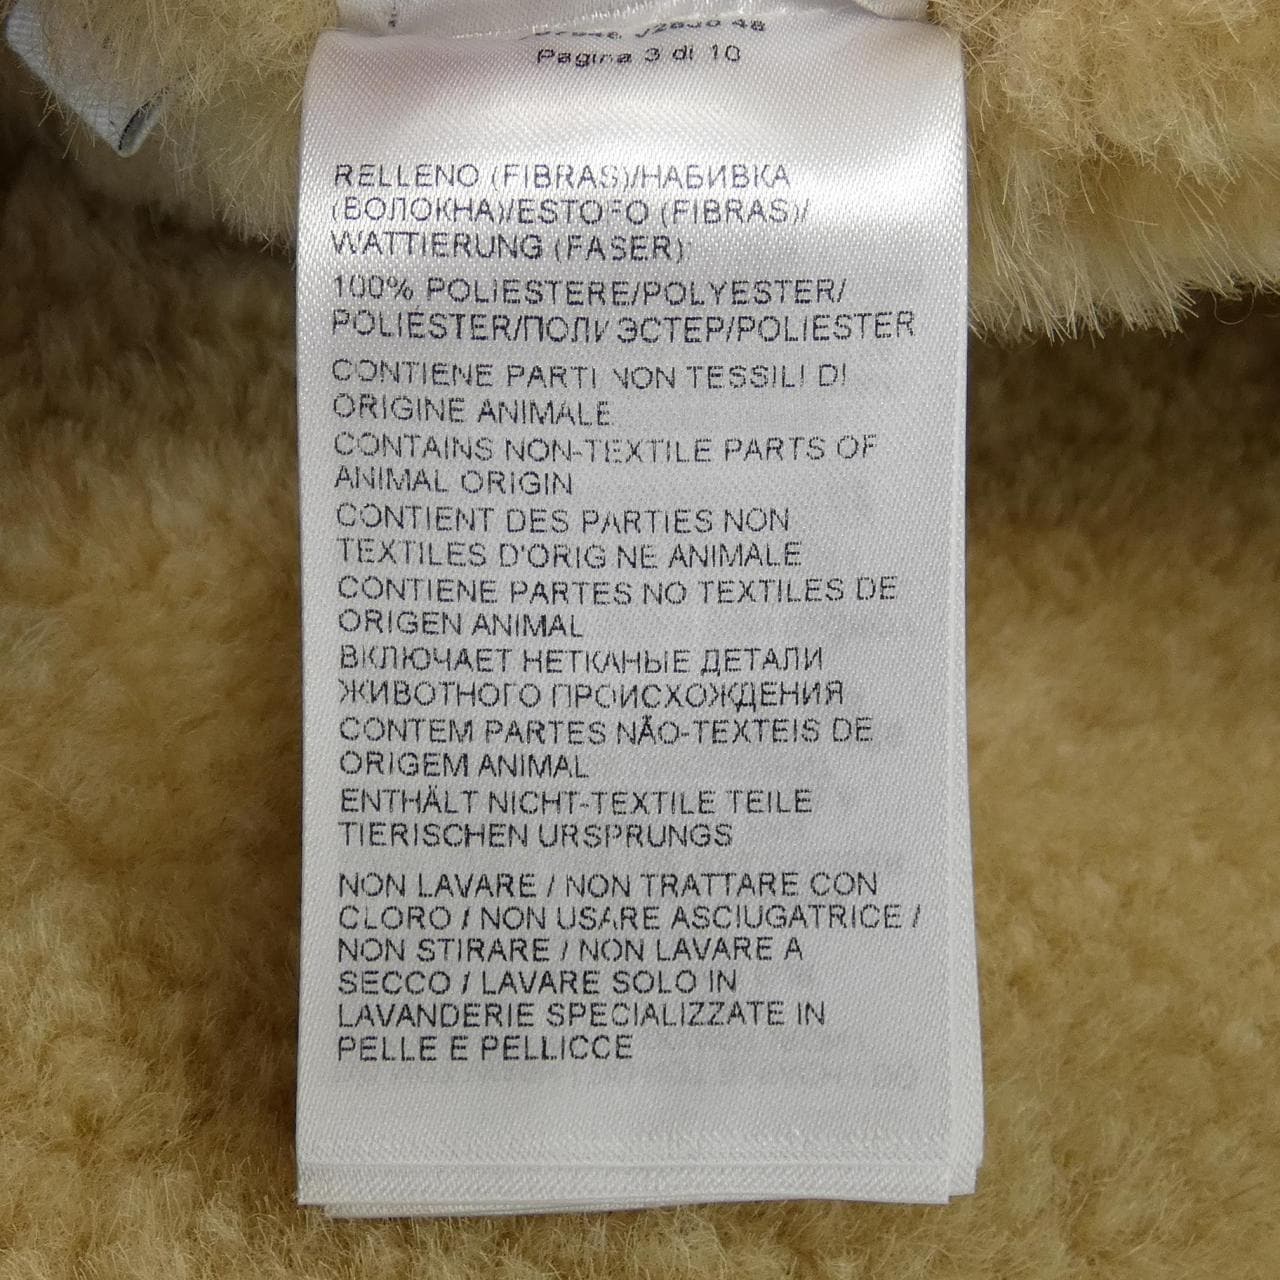 Pagina 3 di 10
RELLENO (FIBRAS)/НАБИВКА
(ВОЛОКНА)/ESTOFO (FIBRAS)/
WATTIERUNG (FASER):
100% POLIESTERE/POLYESTER/
POLIESTER/ПОЛИЭСТЕР/POLIESTER
CONTIENE PARTI NON TESSILI DI
ORIGINE ANIMALE.
CONTAINS NON-TEXTILE PARTS OF
ANIMAL ORIGIN
CONTIENT DES PARTIES NON
TEXTILES D'ORIGINE ANIMALE
CONTIENE PARTES NO TEXTILES DE
ORIGEN ANIMAL
ВКЛЮЧАЕТ НЕТКАНЫЕ ДЕТАЛИ
ЖИВОТНОГО ПРОИСХОЖДЕНИЯ
CONTEM PARTES NÃO-TEXTEIS DE
ORIGEM ANIMAL
ENTHÄLT NICHT-TEXTILE TEILE
TIERISCHEN URSPRUNGS
NON LAVARE / NON TRATTARE CON
CLORO / NON USARE ASCIUGATRICE /
NON STIRARE / NON LAVARE A
SECCO / LAVARE SOLO IN
LAVANDERIE SPECIALIZZATE IN
PELLE E PELLICCE